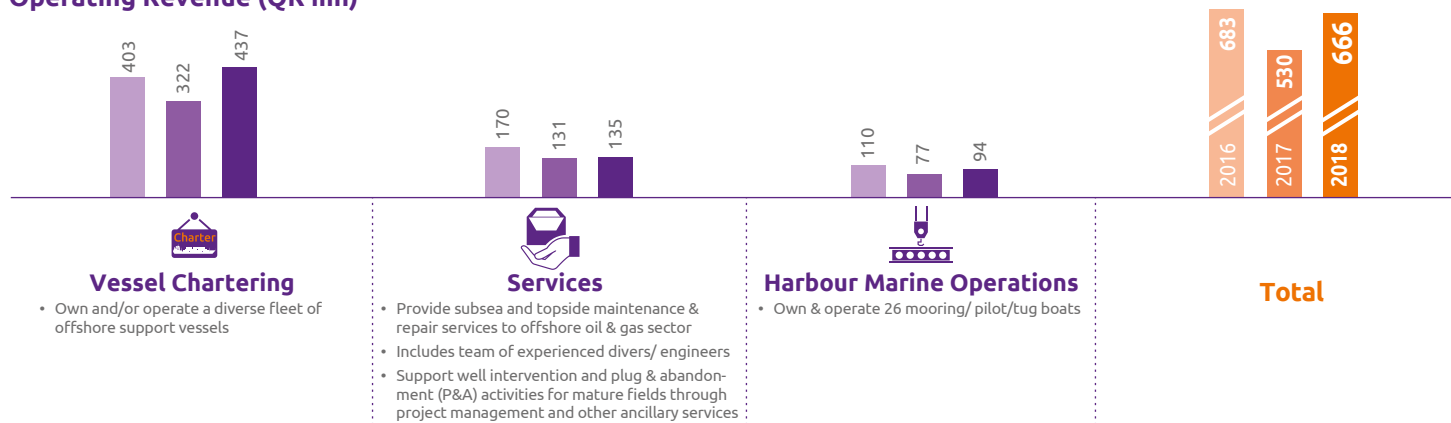 Operating Revenue (QR mn)
403
322
437
170
131
135
110
77
94
683
530
666
2016
2017
2018
Charter
Vessel Chartering
• Own and/or operate a diverse fleet of
offshore support vessels
Services
• Provide subsea and topside maintenance &
repair services to offshore oil & gas sector
• Includes team of experienced divers/ engineers
• Support well intervention and plug & abandon-
ment (P&A) activities for mature fields through
project management and other ancillary services
Harbour Marine Operations
• Own & operate 26 mooring/ pilot/tug boats
Total